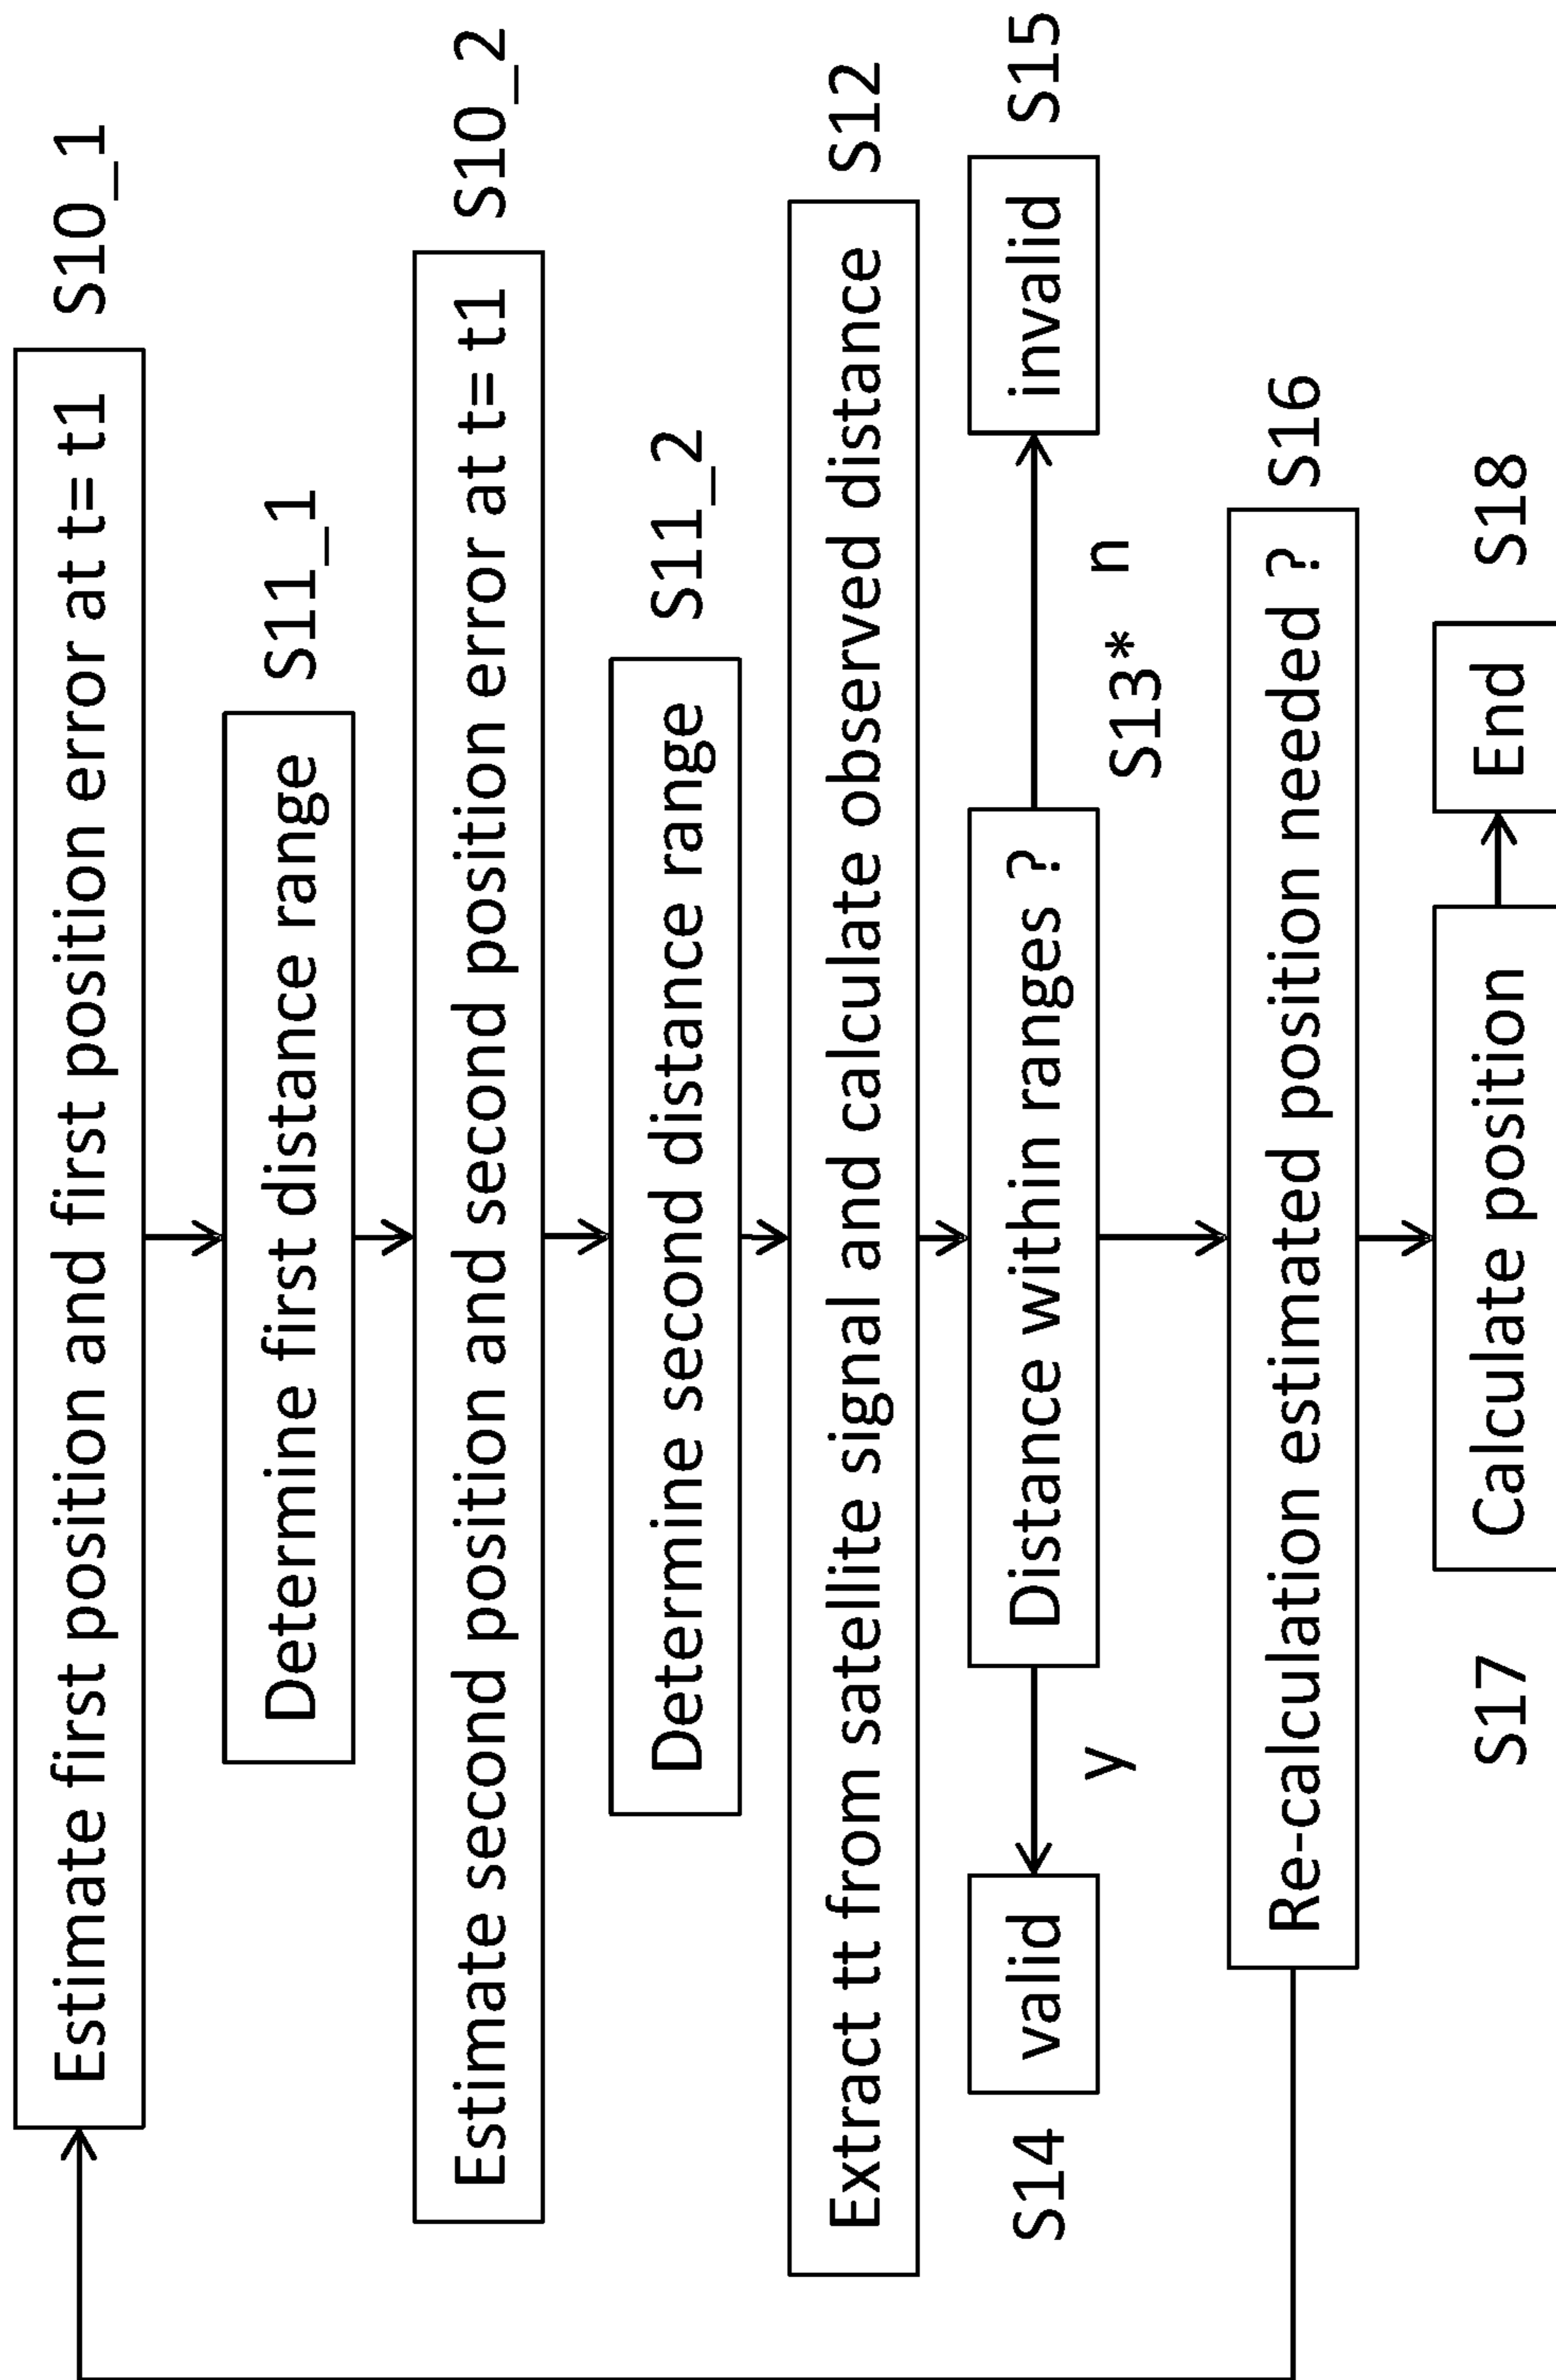 Estimate first position and first position error at t= t1 S10_1
Determine first distance range S11_1
Estimate second position and second position error at t= t1 S10_2
Determine second distance range S11_2
Extract tt from satellite signal and calculate observed distance S12
S14 valid
y
Distance within ranges ?
S13* n
invalid S15
Re-calculation estimated position needed ? S16
S17 Calculate position
End S18